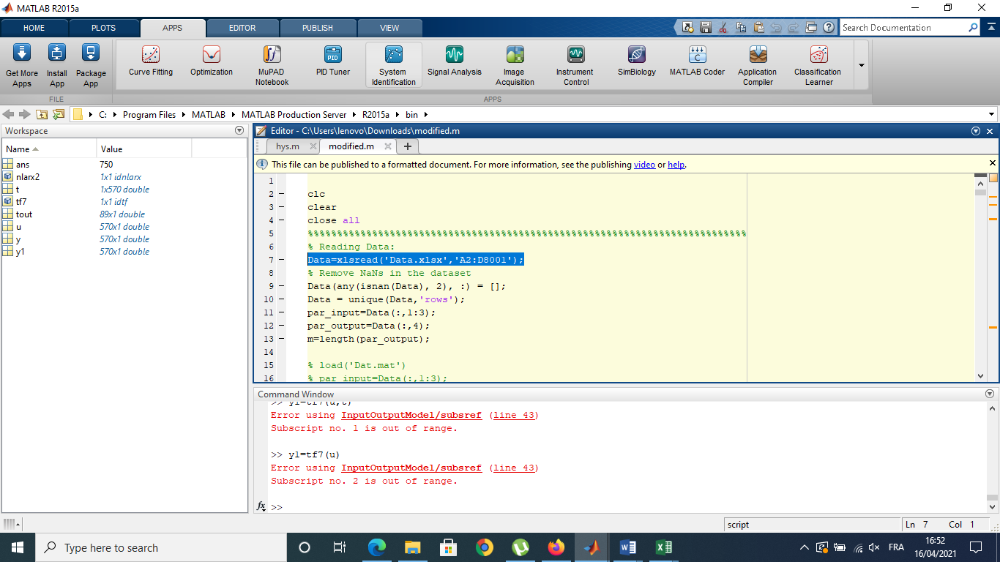 MATLAB R2015a
HOME PLOTS APPS EDITOR PUBLISH VIEW Search Documentation
Get More Apps Install App Package App Curve Fitting Optimization MuPAD Notebook PID Tuner System Identification Signal Analysis Image Acquisition Instrument Control SimBiology MATLAB Coder Application Compiler Classification Learner
FILE APPS
C: Program Files MATLAB MATLAB Production Server R2015a bin
Workspace
Name Value
ans 750
nlarx2 1x1 idnlarx
t 1x570 double
tf7 1x1 idtf
tout 89x1 double
u 570x1 double
y 570x1 double
y1 570x1 double
Editor - C:\Users\lenovo\Downloads\modified.m
hys.m modified.m
This file can be published to a formatted document. For more information, see the publishing video or help.
1
2 clc
3 clear
4 close all
5 %%%%%%%%%%%%%%%%%%%%%%%%%%%%%%%%%%%%%%%%%%%%%%%%%%%%%%%%%%%%%%%%%%%%%%%%%%%
6 % Reading Data:
7 Data=xlsread('Data.xlsx','A2:D8001');
8 % Remove NaNs in the dataset
9 Data(any(isnan(Data), 2), :) = [];
10 Data = unique(Data,'rows');
11 par_input=Data(:,1:3);
12 par_output=Data(:,4);
13 m=length(par_output);
14
15 % load('Dat.mat')
16 % par_input=Data(:,1:3);
Command Window
>> y1=tf7(u,t)
Error using InputOutputModel/subsref (line 43)
Subscript no. 1 is out of range.
>> y1=tf7(u)
Error using InputOutputModel/subsref (line 43)
Subscript no. 2 is out of range.
fx >>
script Ln 7 Col 1
Type here to search
FRA
16:52
16/04/2021